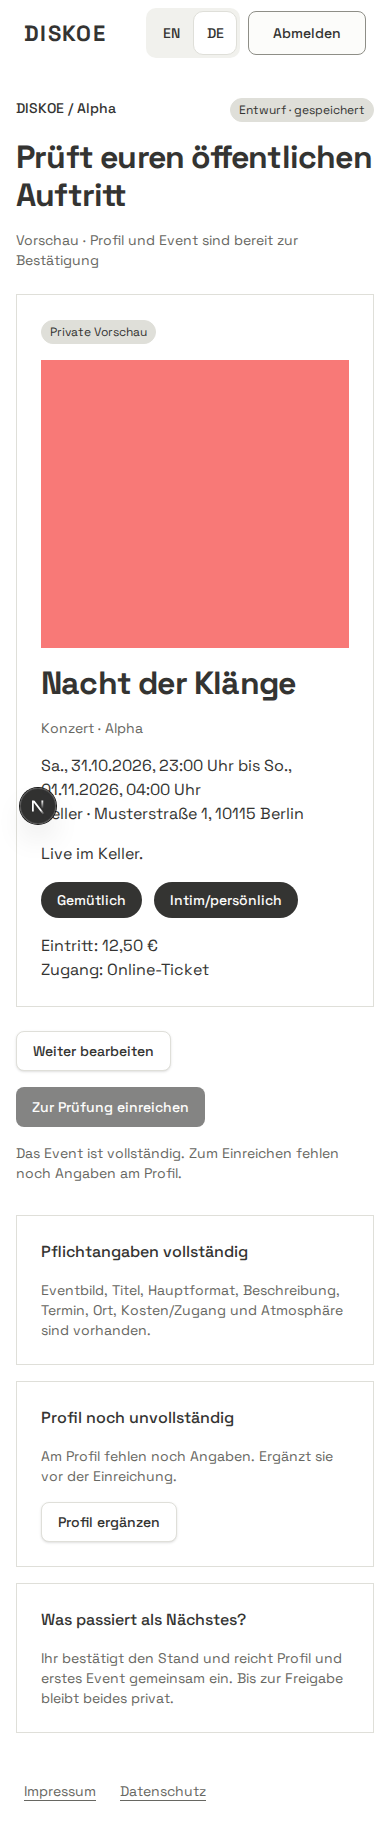 DISKOE
EN
DE
Abmelden
DISKOE / Alpha
Entwurf · gespeichert
Prüft euren öffentlichen
Auftritt
Vorschau · Profil und Event sind bereit zur
Bestätigung
Private Vorschau
Nacht der Klänge
Konzert · Alpha
Sa., 31.10.2026, 23:00 Uhr bis So.,
01.11.2026, 04:00 Uhr
N
Keller · Musterstraße 1, 10115 Berlin
Live im Keller.
Gemütlich
Intim/persönlich
Eintritt: 12,50 €
Zugang: Online-Ticket
Weiter bearbeiten
Zur Prüfung einreichen
Das Event ist vollständig. Zum Einreichen fehlen
noch Angaben am Profil.
Pflichtangaben vollständig
Eventbild, Titel, Hauptformat, Beschreibung,
Termin, Ort, Kosten/Zugang und Atmosphäre
sind vorhanden.
Profil noch unvollständig
Am Profil fehlen noch Angaben. Ergänzt sie
vor der Einreichung.
Profil ergänzen
Was passiert als Nächstes?
Ihr bestätigt den Stand und reicht Profil und
erstes Event gemeinsam ein. Bis zur Freigabe
bleibt beides privat.
Impressum
Datenschutz